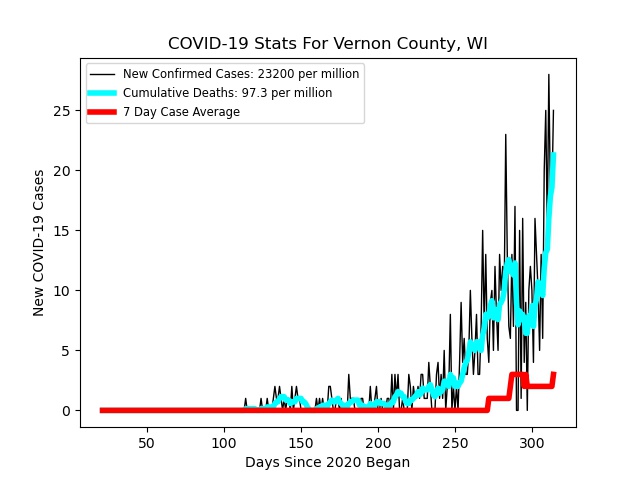 COVID-19 Stats For Vernon County, WI
New Confirmed Cases: 23200 per million
Cumulative Deaths: 97.3 per million
7 Day Case Average
New COVID-19 Cases
25
20
15
10
5
0
50 100 150 200 250 300
Days Since 2020 Began